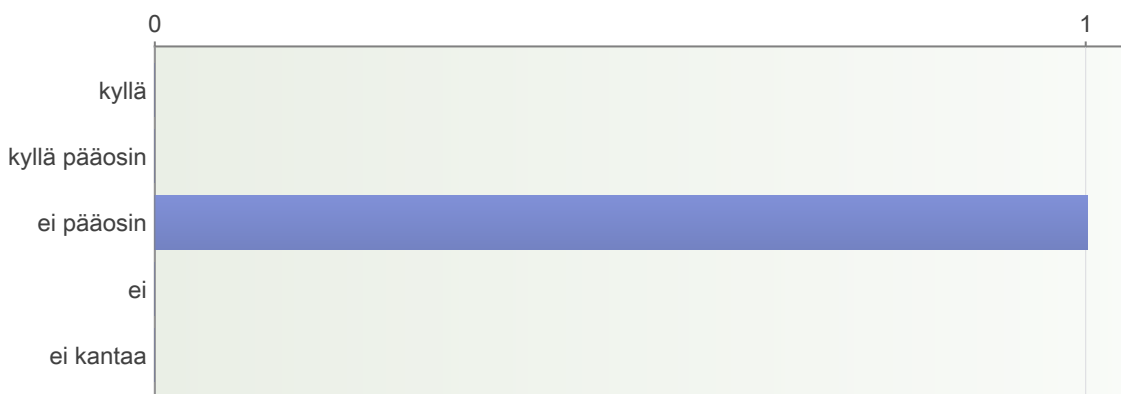 0 1
kyllä
kyllä pääosin
ei pääosin
ei
ei kantaa